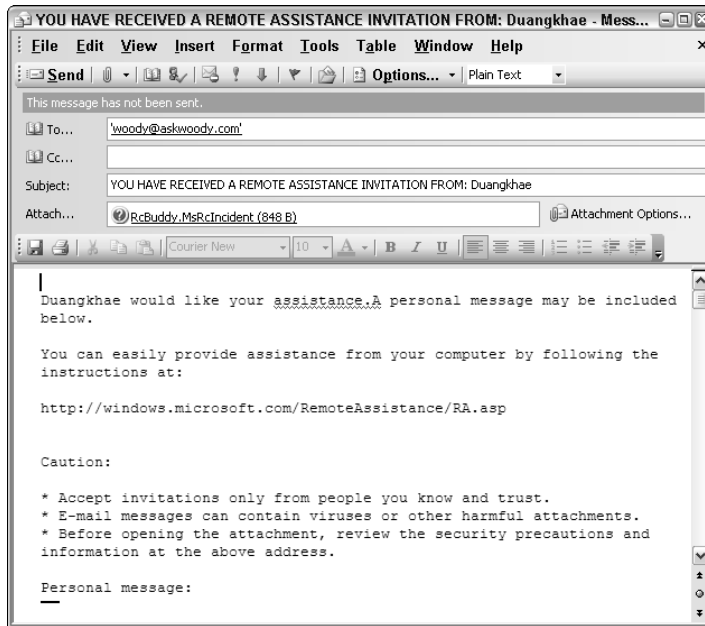 YOU HAVE RECEIVED A REMOTE ASSISTANCE INVITATION FROM: Duangkhae - Mess...
File Edit View Insert Format Tools Table Window Help
Send Options... Plain Text
This message has not been sent.
To... 'woody@askwoody.com'
Cc...
Subject: YOU HAVE RECEIVED A REMOTE ASSISTANCE INVITATION FROM: Duangkhae
Attach... RcBuddy.MsRcIncident (848 B) Attachment Options...
Courier New 10 A B I U
Duangkhae would like your assistance.A personal message may be included
below.
You can easily provide assistance from your computer by following the
instructions at:
http://windows.microsoft.com/RemoteAssistance/RA.asp
Caution:
* Accept invitations only from people you know and trust.
* E-mail messages can contain viruses or other harmful attachments.
* Before opening the attachment, review the security precautions and
information at the above address.
Personal message: